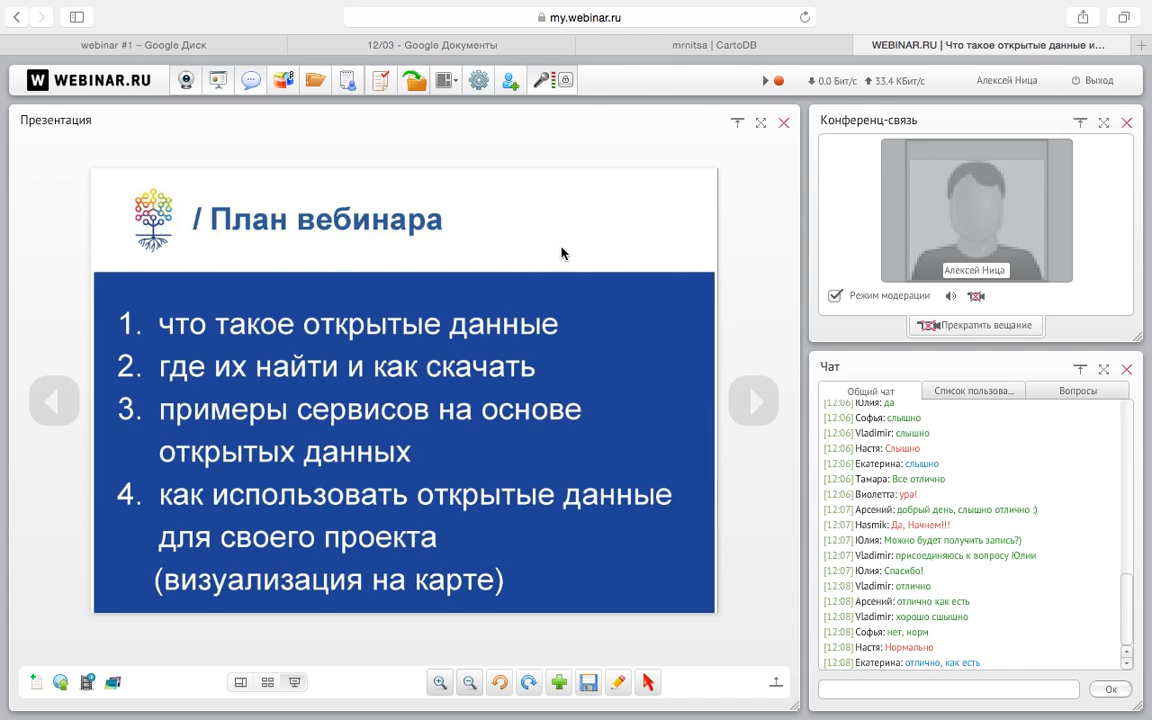 my.webinar.ru
webinar #1 – Google Диск
12/03 - Google Документы
mrnitsa | CartoDB
WEBINAR.RU | Что такое открытые данные и...
W WEBINAR.RU
0.0 Бит/с 33.4 КБит/с
Алексей Ница
Выход
Презентация
/ План вебинара
1. что такое открытые данные
2. где их найти и как скачать
3. примеры сервисов на основе
открытых данных
4. как использовать открытые данные
для своего проекта
(визуализация на карте)
Конференц-связь
Алексей Ница
Режим модерации
Прекратить вещание
Чат
Общий чат
Список пользова...
Вопросы
[12:06] Юлия: да
[12:06] Софья: слышно
[12:06] Vladimir: слышно
[12:06] Настя: Слышно
[12:06] Екатерина: слышно
[12:06] Тамара: Все отлично
[12:06] Виолетта: ура!
[12:07] Арсений: добрый день, слышно отлично :)
[12:07] Hasmik: Да, Начнем!!!
[12:07] Юлия: Можно будет получить запись?)
[12:07] Vladimir: присоединяюсь к вопросу Юлии
[12:07] Юлия: Спасибо!
[12:08] Vladimir: отлично
[12:08] Арсений: отлично как есть
[12:08] Vladimir: хорошо сшышно
[12:08] Софья: нет, норм
[12:08] Настя: Нормально
[12:08] Екатерина: отлично, как есть
Ок